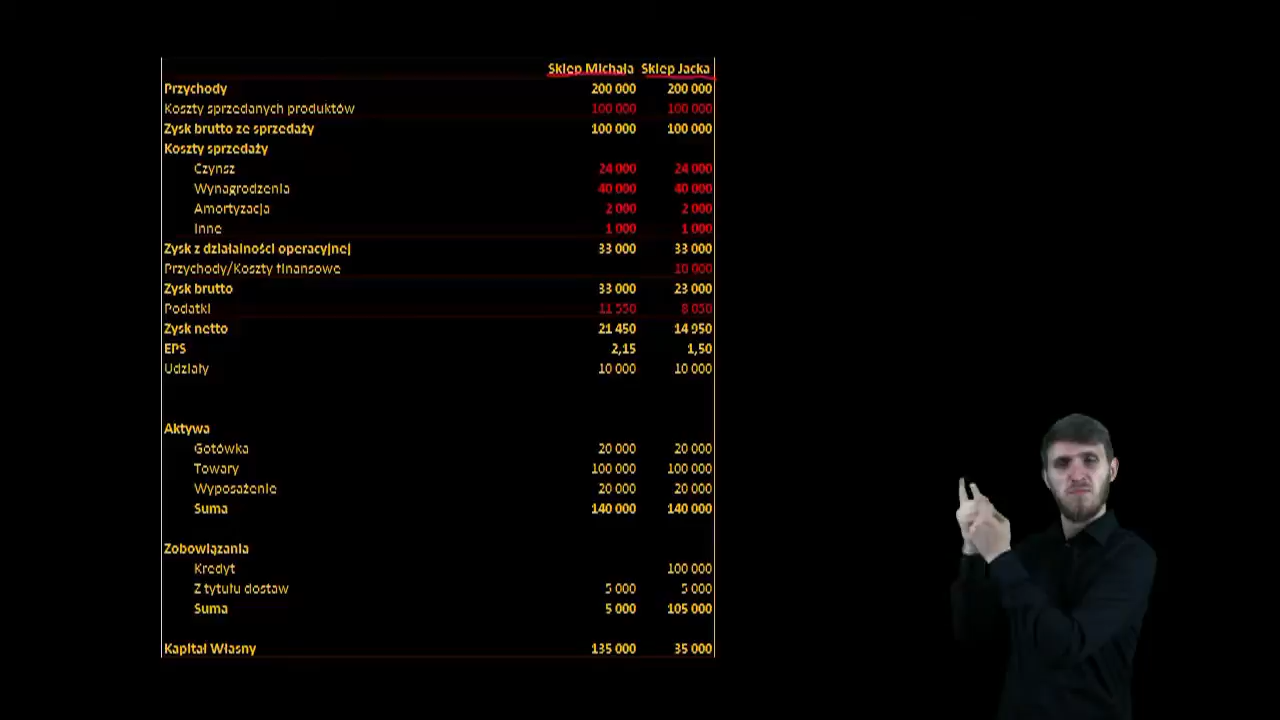 Sklep Michała Sklep Jacka
Przychody 200 000 200 000
Koszty sprzedanych produktów 100 000 100 000
Zysk brutto ze sprzedaży 100 000 100 000
Koszty sprzedaży
Czynsz 24 000 24 000
Wynagrodzenia 40 000 40 000
Amortyzacja 2 000 2 000
Inne 1 000 1 000
Zysk z działalności operacyjnej 33 000 33 000
Przychody/Koszty finansowe 10 000
Zysk brutto 33 000 23 000
Podatki 11 550 8 050
Zysk netto 21 450 14 950
EPS 2,15 1,50
Udziały 10 000 10 000
Aktywa
Gotówka 20 000 20 000
Towary 100 000 100 000
Wyposażenie 20 000 20 000
Suma 140 000 140 000
Zobowiązania
Kredyt 100 000
Z tytułu dostaw 5 000 5 000
Suma 5 000 105 000
Kapitał Własny 135 000 35 000